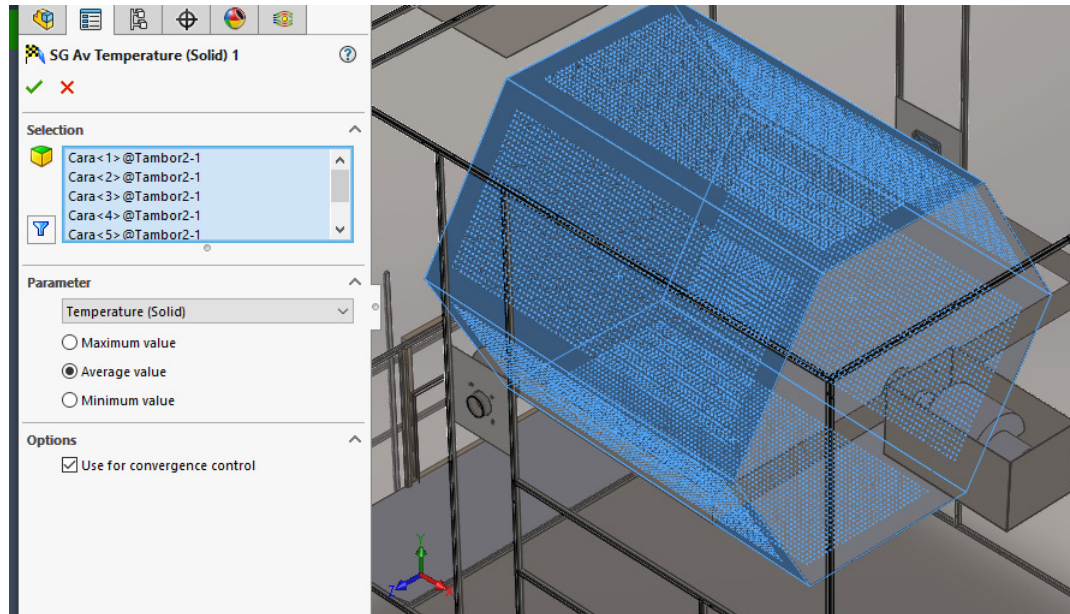 SG Av Temperature (Solid) 1
Selection
Cara<1>@Tambor2-1
Cara<2>@Tambor2-1
Cara<3>@Tambor2-1
Cara<4>@Tambor2-1
Cara<5>@Tambor2-1
Parameter
Temperature (Solid)
Maximum value
Average value
Minimum value
Options
Use for convergence control
Y
Z
X